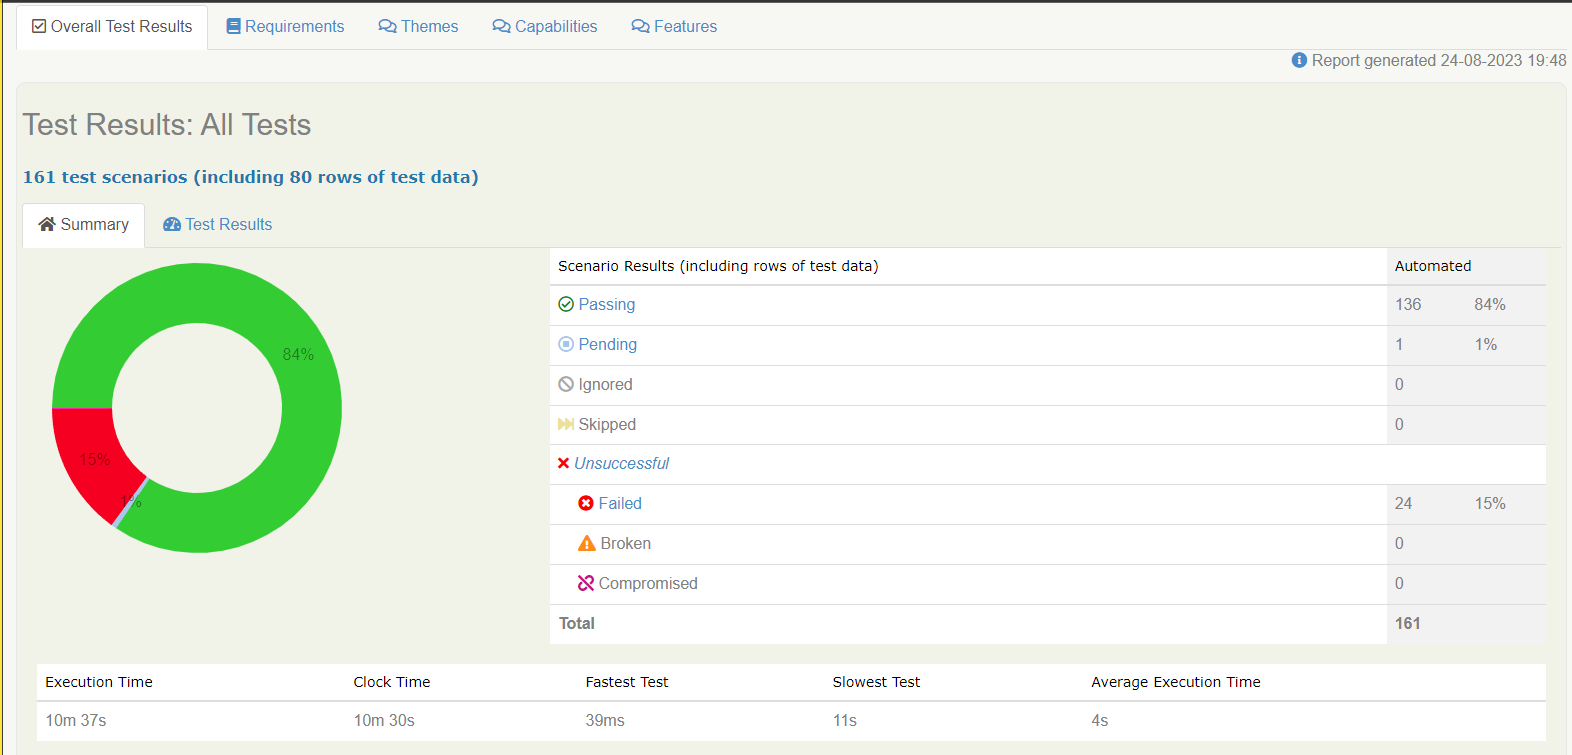 Overall Test Results Requirements Themes Capabilities Features
Report generated 24-08-2023 19:48
Test Results: All Tests
161 test scenarios (including 80 rows of test data)
Summary Test Results
84%
15%
1%
Scenario Results (including rows of test data) Automated
Passing 136 84%
Pending 1 1%
Ignored 0
Skipped 0
Unsuccessful
Failed 24 15%
Broken 0
Compromised 0
Total 161
Execution Time Clock Time Fastest Test Slowest Test Average Execution Time
10m 37s 10m 30s 39ms 11s 4s